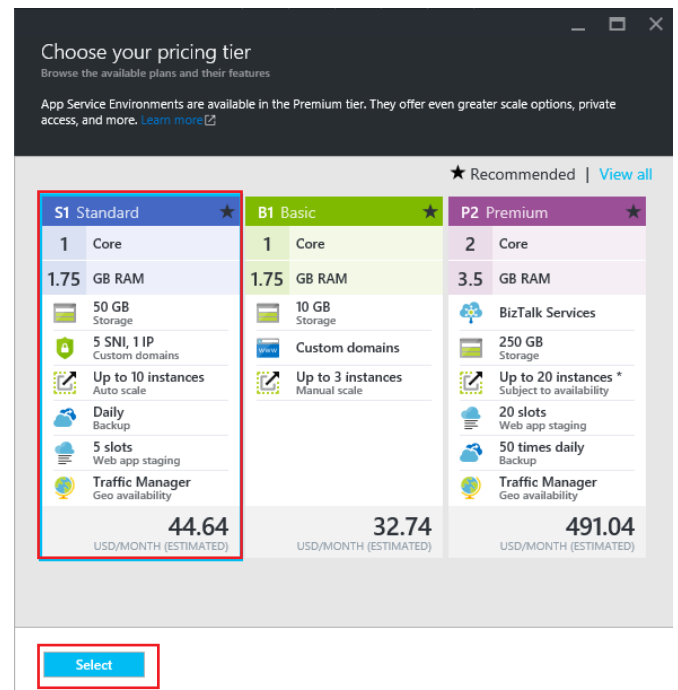 Choose your pricing tier
Browse the available plans and their features
App Service Environments are available in the Premium tier. They offer even greater scale options, private
access, and more. Learn more
★ Recommended | View all
S1 Standard ★
1 Core
1.75 GB RAM
50 GB
Storage
5 SNI, 1 IP
Custom domains
Up to 10 instances
Auto scale
Daily
Backup
5 slots
Web app staging
Traffic Manager
Geo availability
44.64
USD/MONTH (ESTIMATED)
B1 Basic ★
1 Core
1.75 GB RAM
10 GB
Storage
www
Custom domains
Up to 3 instances
Manual scale
32.74
USD/MONTH (ESTIMATED)
P2 Premium ★
2 Core
3.5 GB RAM
BizTalk Services
250 GB
Storage
Up to 20 instances *
Subject to availability
20 slots
Web app staging
50 times daily
Backup
Traffic Manager
Geo availability
491.04
USD/MONTH (ESTIMATED)
Select